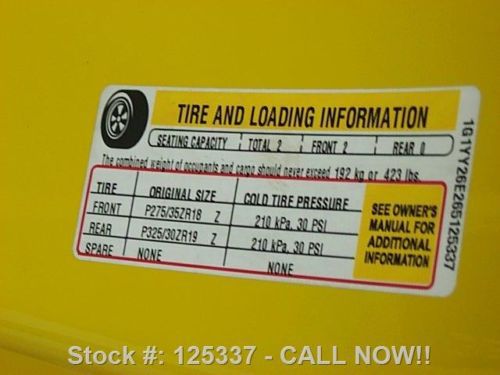 TIRE AND LOADING INFORMATION
SEATING CAPACITY TOTAL 2 FRONT 2 REAR 0
The combined weight of occupants and cargo should never exceed 192 kg or 423 lbs.
TIRE ORIGINAL SIZE COLD TIRE PRESSURE
FRONT P275/35ZR18 Z 210 kPa, 30 PSI
REAR P325/30ZR19 Z 210 kPa, 30 PSI
SPARE NONE NONE
SEE OWNER'S
MANUAL FOR
ADDITIONAL
INFORMATION
1G1YY26E265125337
Stock #: 125337 - CALL NOW!!